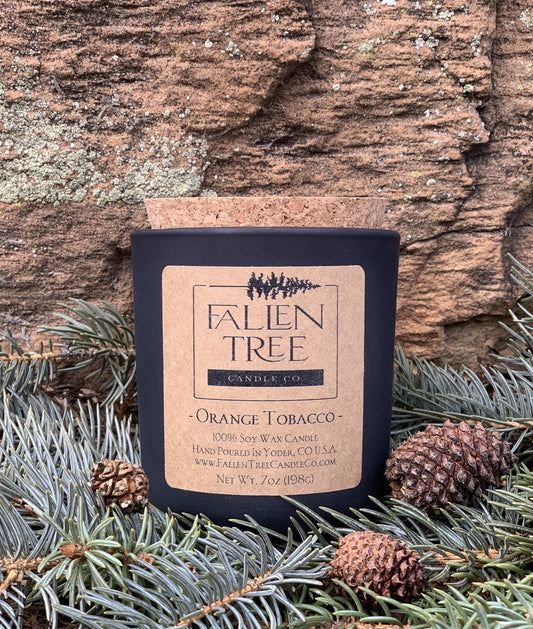 FALLEN
TREE
CANDLE CO.
- ORANGE TOBACCO -
100% SOY WAX CANDLE
HAND POURED IN YODER, CO U.S.A.
WWW.FALLENTREECANDLECO.COM
NET WT. 7OZ (198G)